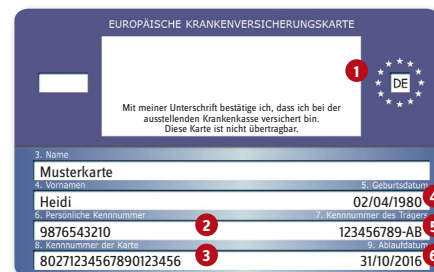 EUROPÄISCHE KRANKENVERSICHERUNGSKARTE
1
DE
Mit meiner Unterschrift bestätige ich, dass ich bei der
ausstellenden Krankenkasse versichert bin.
Diese Karte ist nicht übertragbar.
3. Name
Musterkarte
4. Vornamen 5. Geburtsdatum
Heidi 02/04/1980 4
6. Persönliche Kennnummer 7. Kennnummer des Trägers
9876543210 2 123456789-AB 5
8. Kennnummer der Karte 9. Ablaufdatum
80271234567890123456 3 31/10/2016 6